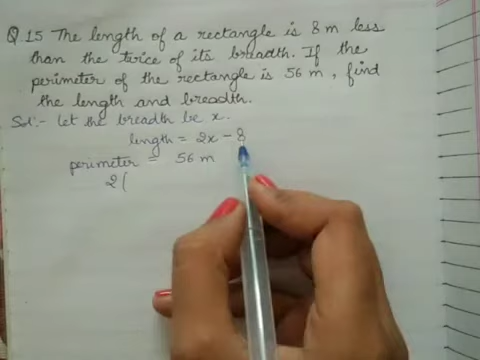 Q.15 The length of a rectangle is 8 m less
than the twice of its breadth. If the
perimeter of the rectangle is 56 m, find
the length and breadth.
Sol:- Let the breadth be x.
length = 2x - 8
perimeter = 56 m
2(